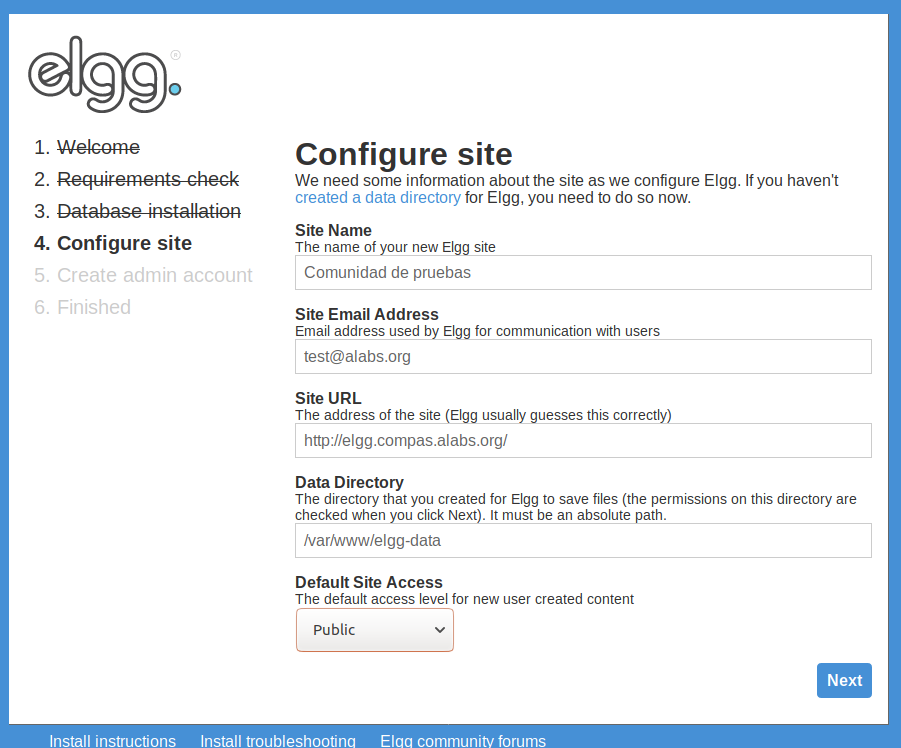 elgg.®
1. Welcome
2. Requirements check
3. Database installation
4. Configure site
5. Create admin account
6. Finished
Configure site
We need some information about the site as we configure Elgg. If you haven't
created a data directory for Elgg, you need to do so now.
Site Name
The name of your new Elgg site
Comunidad de pruebas
Site Email Address
Email address used by Elgg for communication with users
test@alabs.org
Site URL
The address of the site (Elgg usually guesses this correctly)
http://elgg.compas.alabs.org/
Data Directory
The directory that you created for Elgg to save files (the permissions on this directory are
checked when you click Next). It must be an absolute path.
/var/www/elgg-data
Default Site Access
The default access level for new user created content
Public
Next
Install instructions Install troubleshooting Elgg community forums